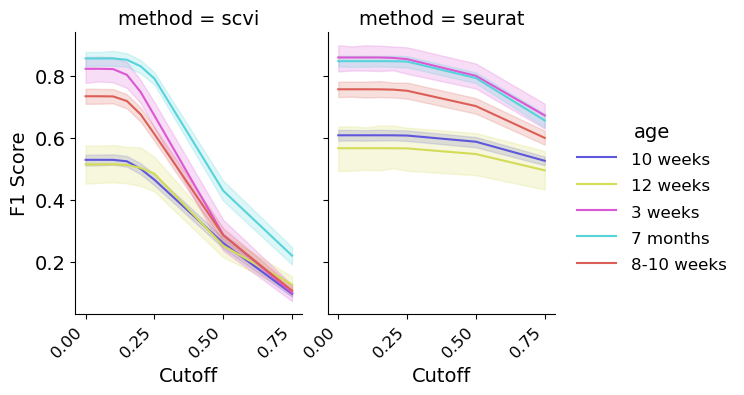 method = scvi
method = seurat
F1 Score
0.8
0.6
0.4
0.2
0.00
0.25
0.50
0.75
Cutoff
0.00
0.25
0.50
0.75
Cutoff
age
10 weeks
12 weeks
3 weeks
7 months
8-10 weeks